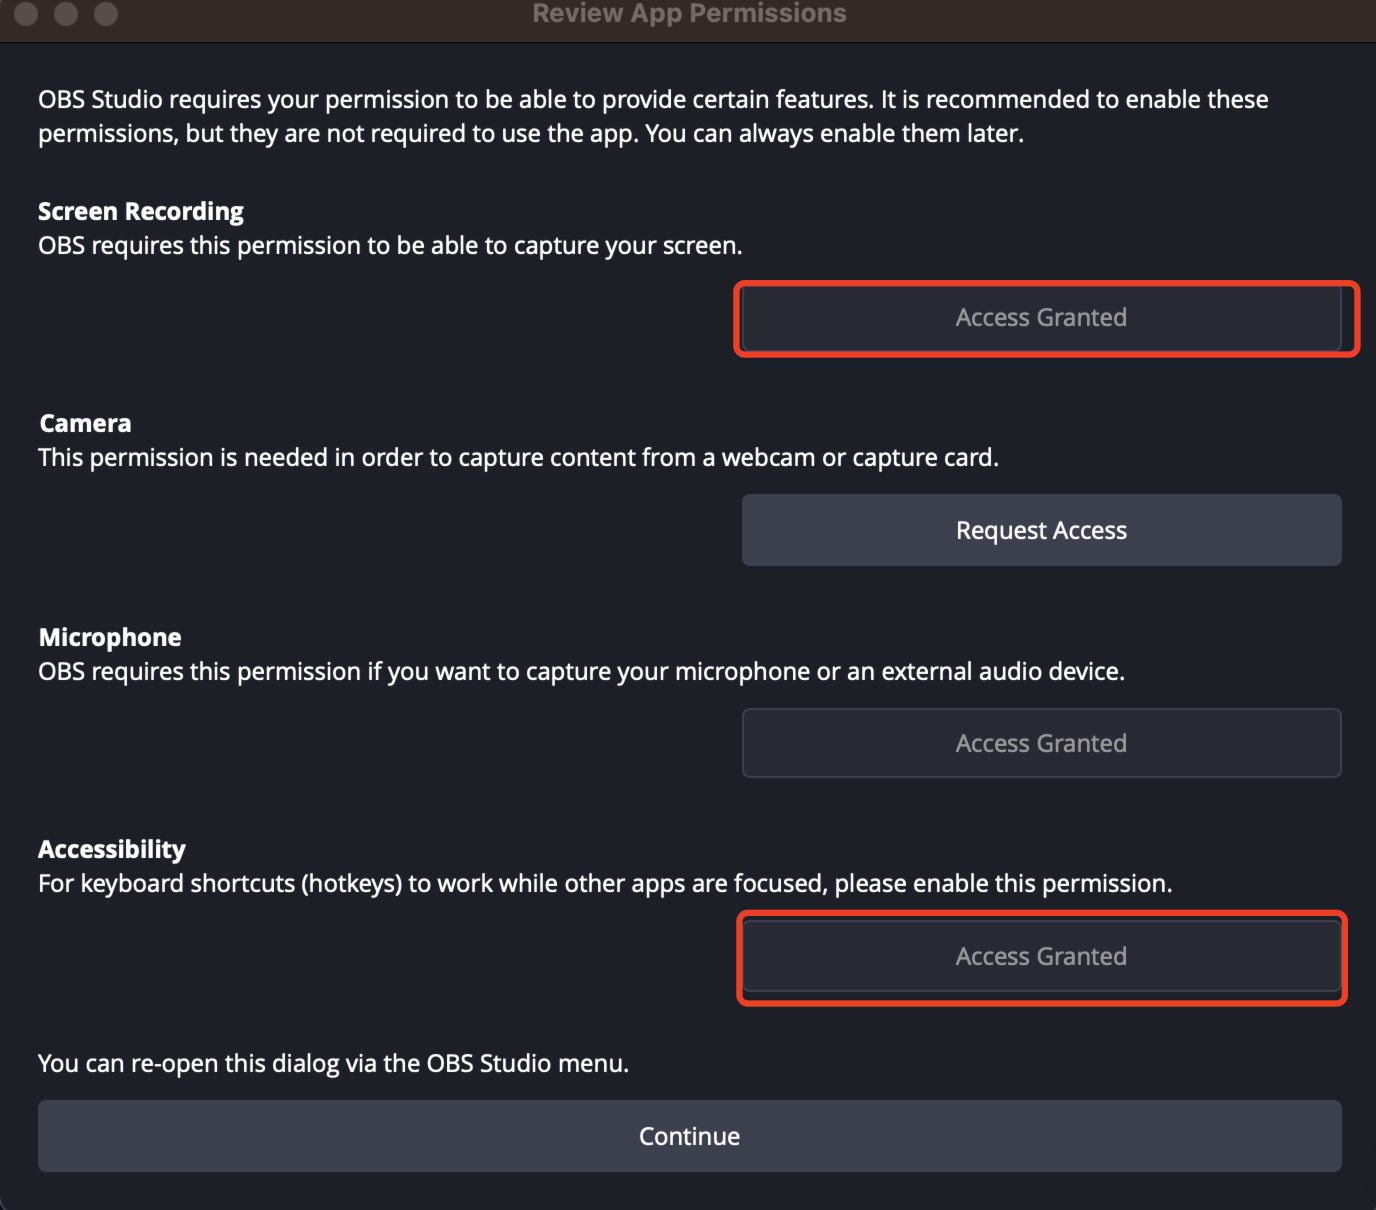 Review App Permissions
OBS Studio requires your permission to be able to provide certain features. It is recommended to enable these
permissions, but they are not required to use the app. You can always enable them later.
Screen Recording
OBS requires this permission to be able to capture your screen.
Access Granted
Camera
This permission is needed in order to capture content from a webcam or capture card.
Request Access
Microphone
OBS requires this permission if you want to capture your microphone or an external audio device.
Access Granted
Accessibility
For keyboard shortcuts (hotkeys) to work while other apps are focused, please enable this permission.
Access Granted
You can re-open this dialog via the OBS Studio menu.
Continue